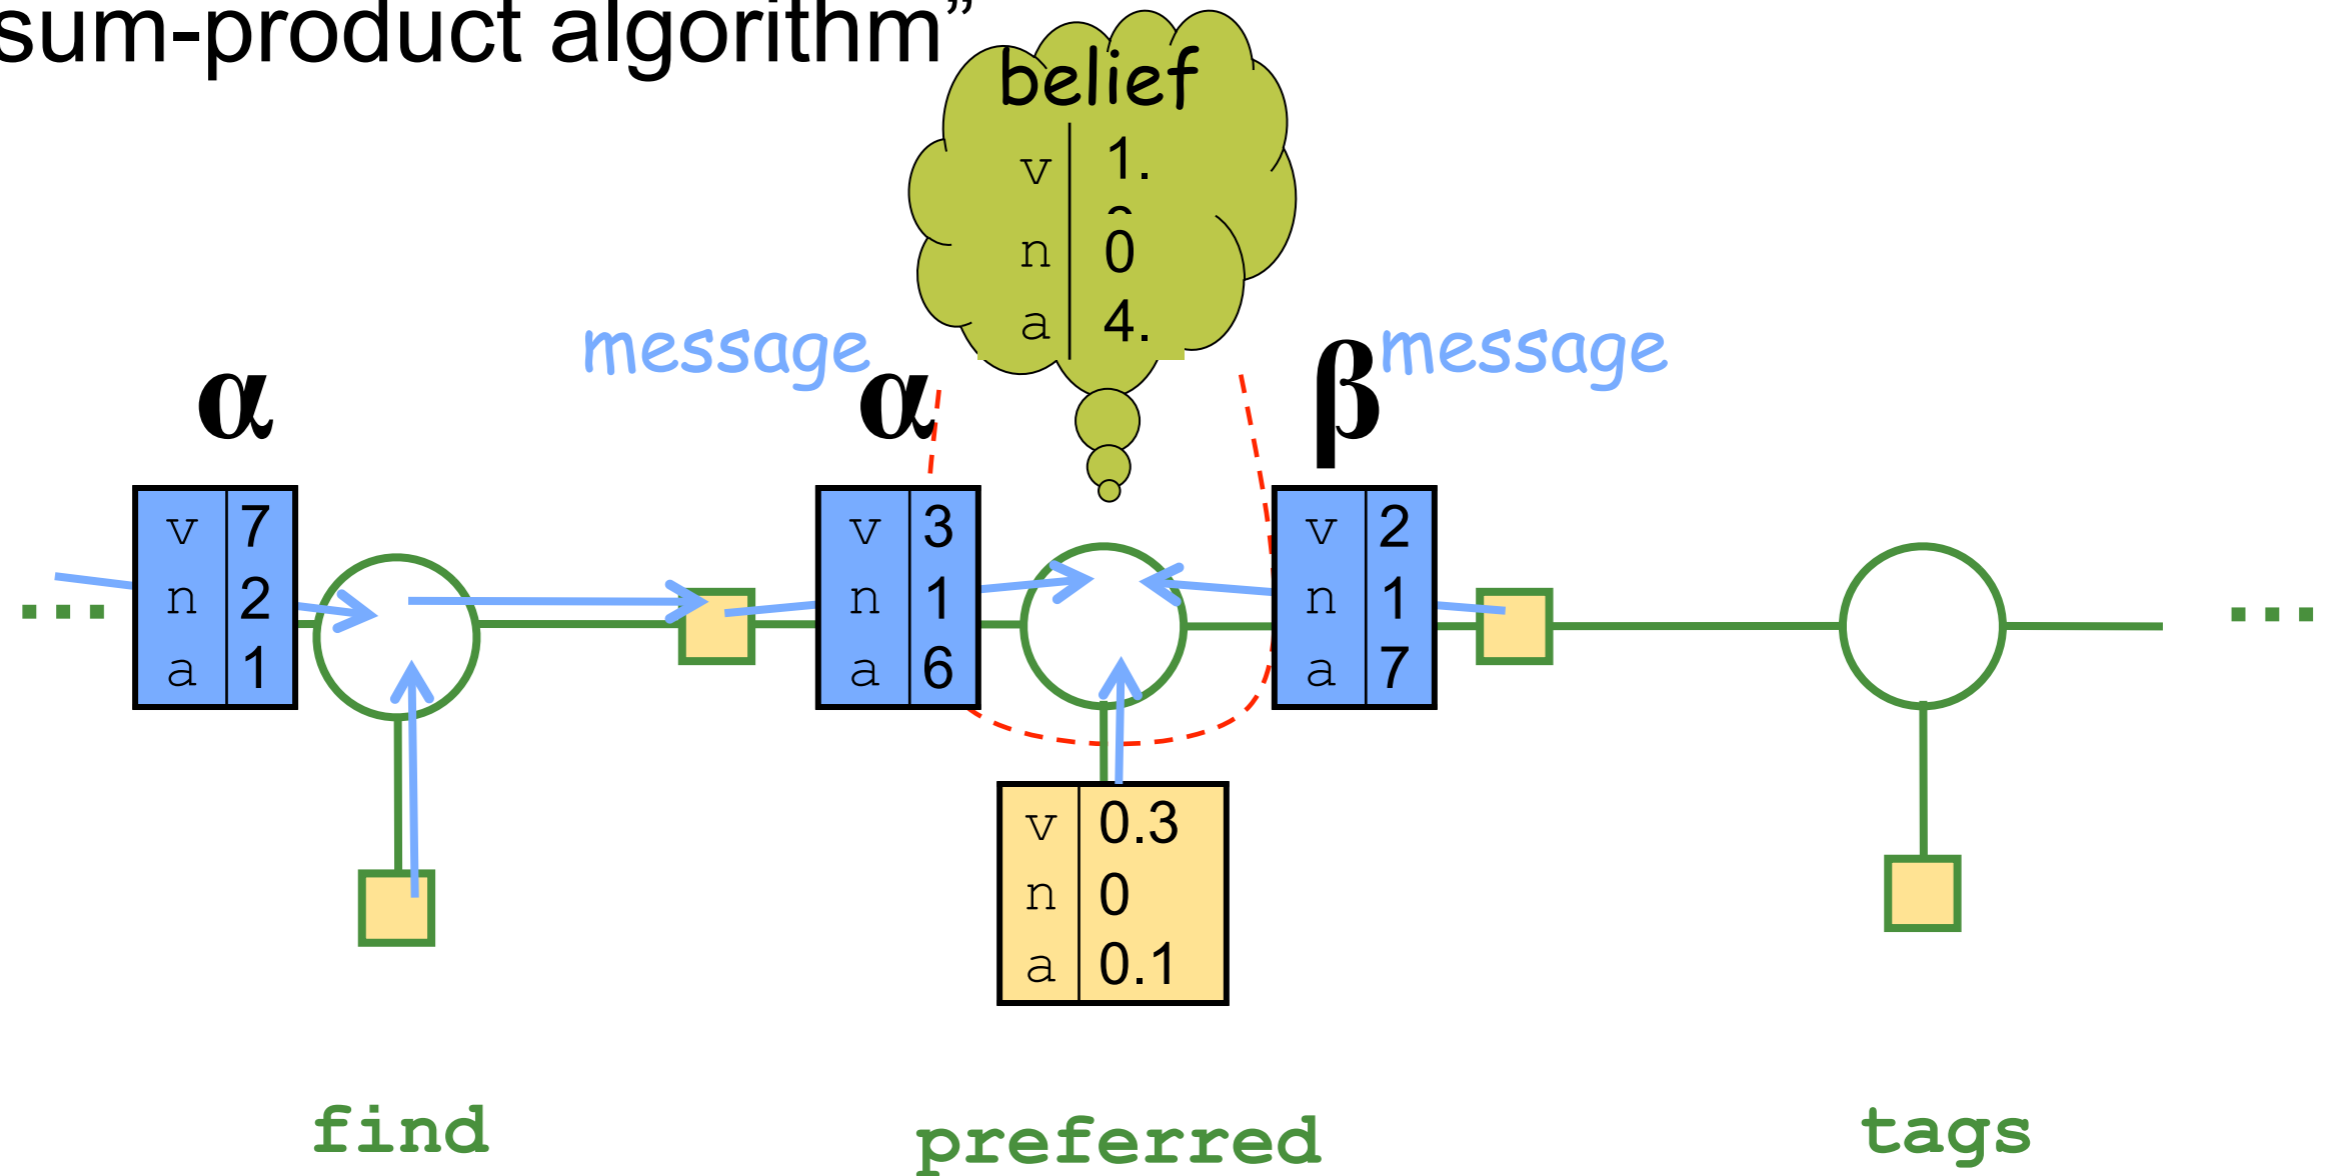 sum-product algorithm”
belief
v 1.
n 0
a 4.
message
message
α
α
β
v 7
n 2
a 1
v 3
n 1
a 6
v 2
n 1
a 7
...
...
v 0.3
n 0
a 0.1
find
preferred
tags